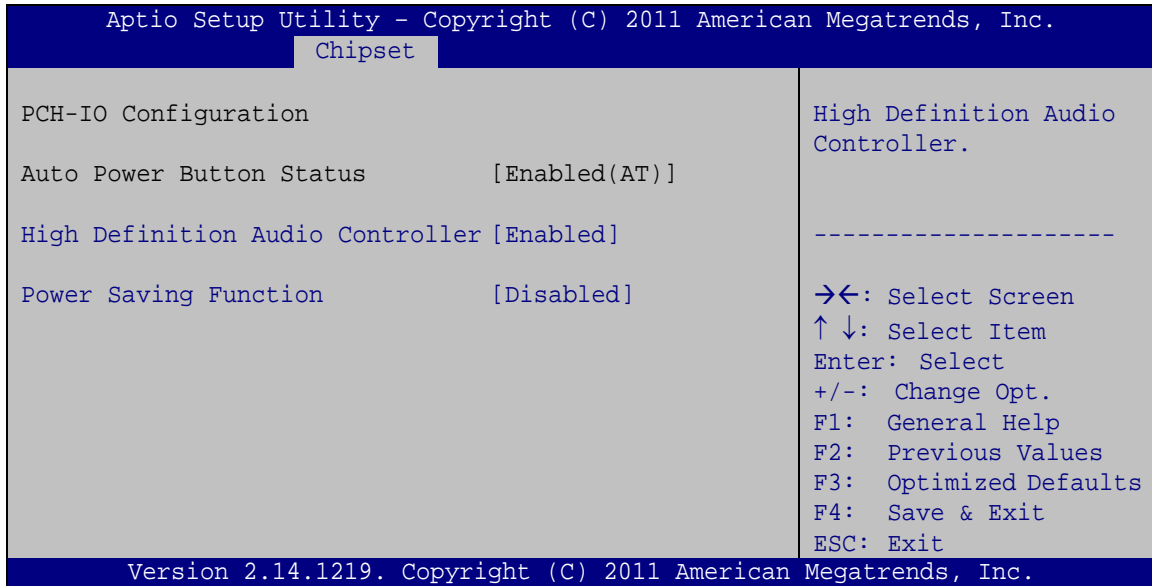 Aptio Setup Utility – Copyright (C) 2011 American Megatrends, Inc.
Chipset
PCH-IO Configuration
Auto Power Button Status [Enabled(AT)]
High Definition Audio Controller [Enabled]
Power Saving Function [Disabled]
High Definition Audio
Controller.
---------------------
→←: Select Screen
↑ ↓: Select Item
Enter: Select
+/-: Change Opt.
F1: General Help
F2: Previous Values
F3: Optimized Defaults
F4: Save & Exit
ESC: Exit
Version 2.14.1219. Copyright (C) 2011 American Megatrends, Inc.